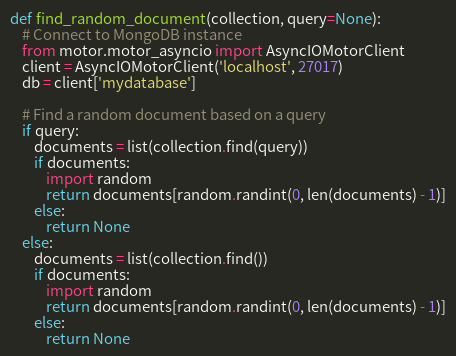 def find_random_document(collection, query=None):
    # Connect to MongoDB instance
    from motor.motor_asyncio import AsyncIOMotorClient
    client = AsyncIOMotorClient('localhost', 27017)
    db = client['mydatabase']

    # Find a random document based on a query
    if query:
        documents = list(collection.find(query))
        if documents:
            import random
            return documents[random.randint(0, len(documents) - 1)]
        else:
            return None
    else:
        documents = list(collection.find())
        if documents:
            import random
            return documents[random.randint(0, len(documents) - 1)]
        else:
            return None